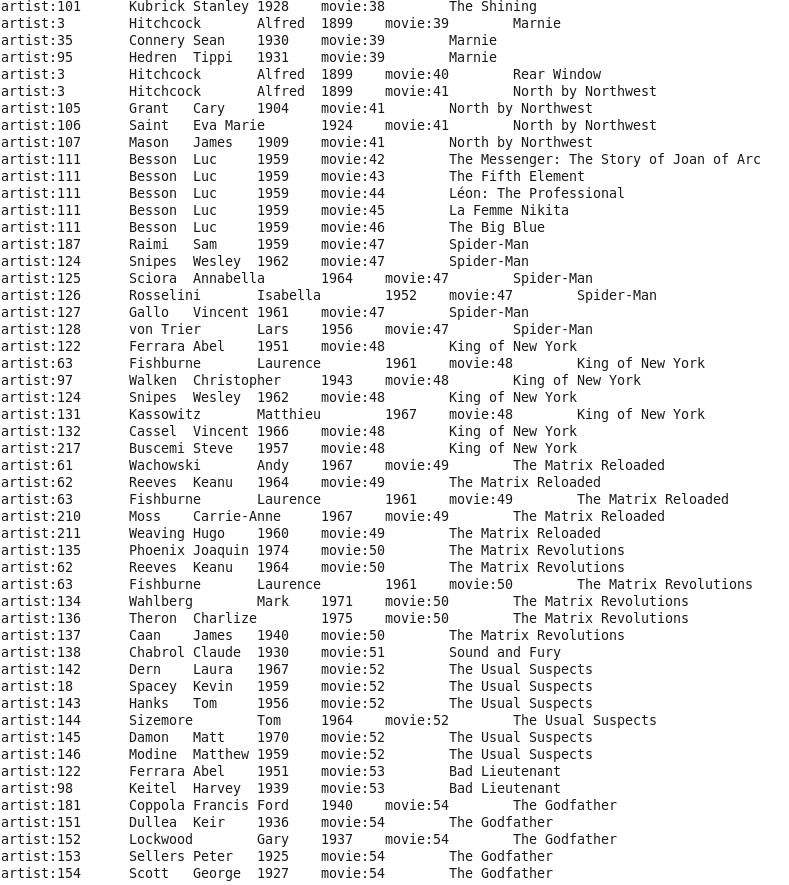 artist:101 Kubrick Stanley 1928 movie:38 The Shining
artist:3 Hitchcock Alfred 1899 movie:39 Marnie
artist:35 Connery Sean 1930 movie:39 Marnie
artist:95 Hedren Tippi 1931 movie:39 Marnie
artist:3 Hitchcock Alfred 1899 movie:40 Rear Window
artist:3 Hitchcock Alfred 1899 movie:41 North by Northwest
artist:105 Grant Cary 1904 movie:41 North by Northwest
artist:106 Saint Eva Marie 1924 movie:41 North by Northwest
artist:107 Mason James 1909 movie:41 North by Northwest
artist:111 Besson Luc 1959 movie:42 The Messenger: The Story of Joan of Arc
artist:111 Besson Luc 1959 movie:43 The Fifth Element
artist:111 Besson Luc 1959 movie:44 Léon: The Professional
artist:111 Besson Luc 1959 movie:45 La Femme Nikita
artist:111 Besson Luc 1959 movie:46 The Big Blue
artist:187 Raimi Sam 1959 movie:47 Spider-Man
artist:124 Snipes Wesley 1962 movie:47 Spider-Man
artist:125 Sciora Annabella 1964 movie:47 Spider-Man
artist:126 Rosselini Isabella 1952 movie:47 Spider-Man
artist:127 Gallo Vincent 1961 movie:47 Spider-Man
artist:128 von Trier Lars 1956 movie:47 Spider-Man
artist:122 Ferrara Abel 1951 movie:48 King of New York
artist:63 Fishburne Laurence 1961 movie:48 King of New York
artist:97 Walken Christopher 1943 movie:48 King of New York
artist:124 Snipes Wesley 1962 movie:48 King of New York
artist:131 Kassowitz Matthieu 1967 movie:48 King of New York
artist:132 Cassel Vincent 1966 movie:48 King of New York
artist:217 Buscemi Steve 1957 movie:48 King of New York
artist:61 Wachowski Andy 1967 movie:49 The Matrix Reloaded
artist:62 Reeves Keanu 1964 movie:49 The Matrix Reloaded
artist:63 Fishburne Laurence 1961 movie:49 The Matrix Reloaded
artist:210 Moss Carrie-Anne 1967 movie:49 The Matrix Reloaded
artist:211 Weaving Hugo 1960 movie:49 The Matrix Reloaded
artist:135 Phoenix Joaquin 1974 movie:50 The Matrix Revolutions
artist:62 Reeves Keanu 1964 movie:50 The Matrix Revolutions
artist:63 Fishburne Laurence 1961 movie:50 The Matrix Revolutions
artist:134 Wahlberg Mark 1971 movie:50 The Matrix Revolutions
artist:136 Theron Charlize 1975 movie:50 The Matrix Revolutions
artist:137 Caan James 1940 movie:50 The Matrix Revolutions
artist:138 Chabrol Claude 1930 movie:51 Sound and Fury
artist:142 Dern Laura 1967 movie:52 The Usual Suspects
artist:18 Spacey Kevin 1959 movie:52 The Usual Suspects
artist:143 Hanks Tom 1956 movie:52 The Usual Suspects
artist:144 Sizemore Tom 1964 movie:52 The Usual Suspects
artist:145 Damon Matt 1970 movie:52 The Usual Suspects
artist:146 Modine Matthew 1959 movie:52 The Usual Suspects
artist:122 Ferrara Abel 1951 movie:53 Bad Lieutenant
artist:98 Keitel Harvey 1939 movie:53 Bad Lieutenant
artist:181 Coppola Francis Ford 1940 movie:54 The Godfather
artist:151 Dullea Keir 1936 movie:54 The Godfather
artist:152 Lockwood Gary 1937 movie:54 The Godfather
artist:153 Sellers Peter 1925 movie:54 The Godfather
artist:154 Scott George 1927 movie:54 The Godfather